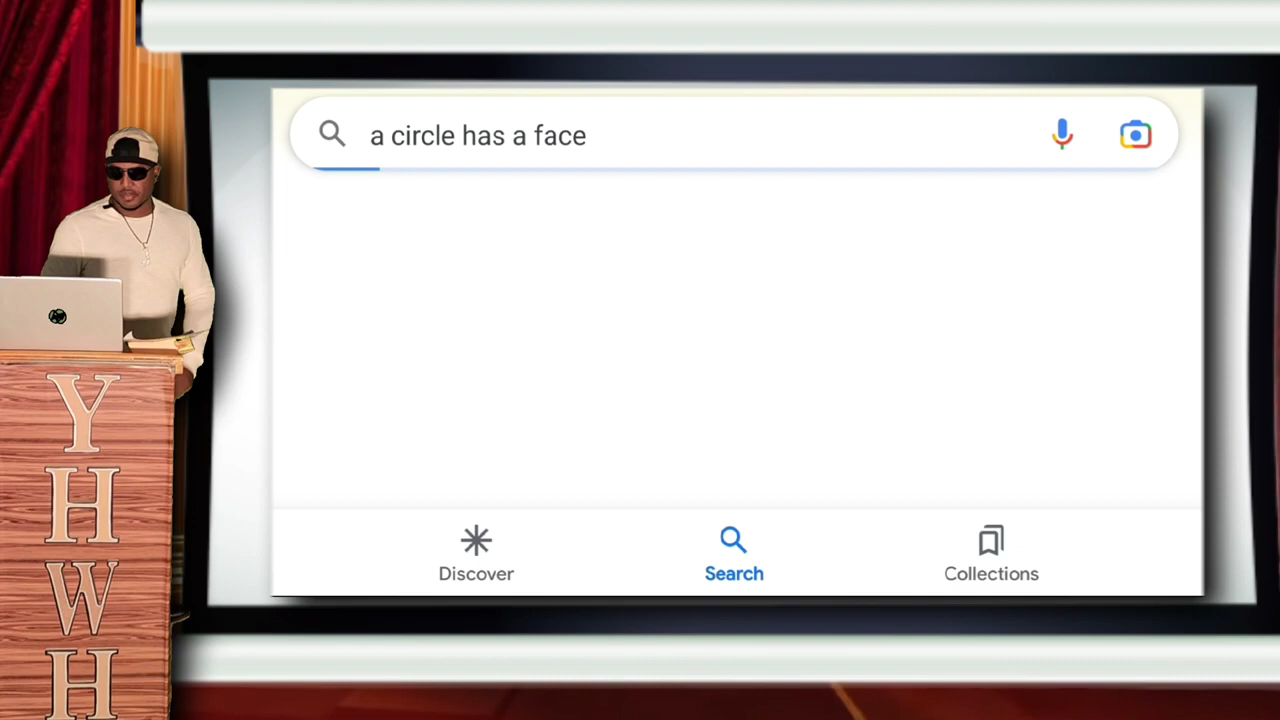 a circle has a face
Discover
Search
Collections
Y
H
W
H